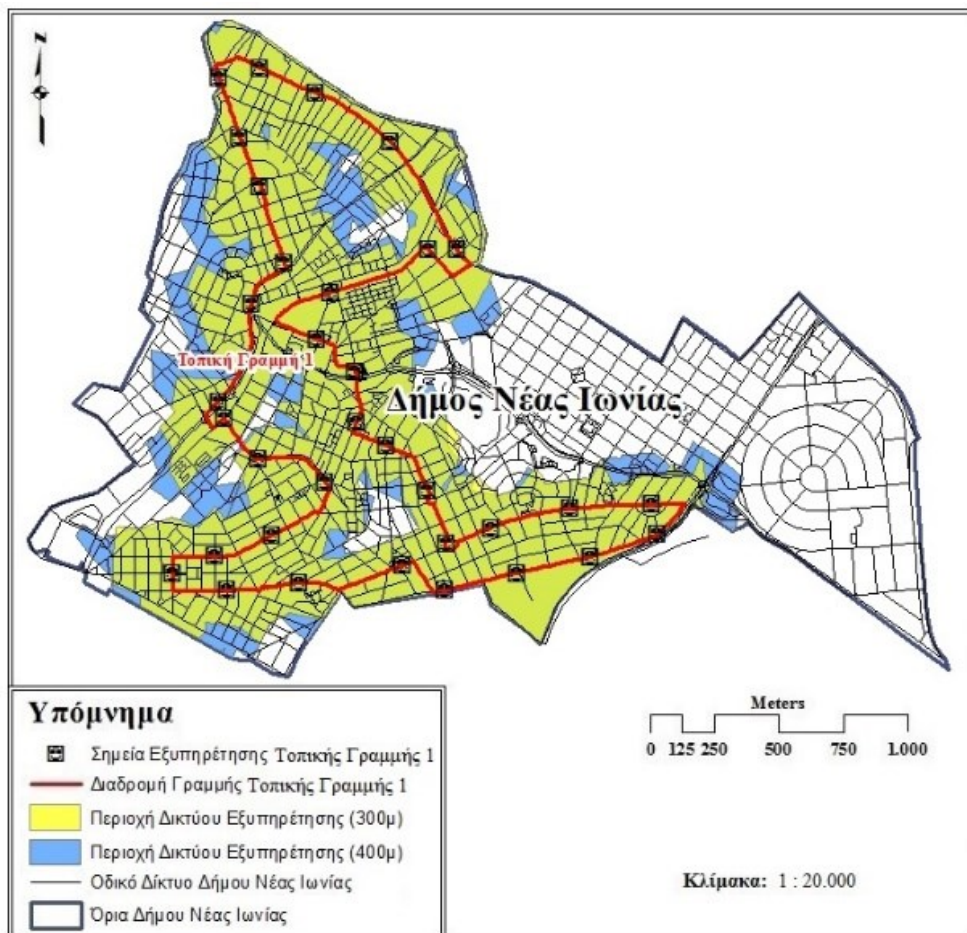 z
Τοπική Γραμμή 1
Δήμος Νέας Ιωνίας
Υπόμνημα
Σημεία Εξυπηρέτησης Τοπικής Γραμμής 1
Διαδρομή Γραμμής Τοπικής Γραμμής 1
Περιοχή Δικτύου Εξυπηρέτησης (300μ)
Περιοχή Δικτύου Εξυπηρέτησης (400μ)
Οδικό Δίκτυο Δήμου Νέας Ιωνίας
Όρια Δήμου Νέας Ιωνίας
Meters
0 125 250 500 750 1.000
Κλίμακα: 1 : 20.000